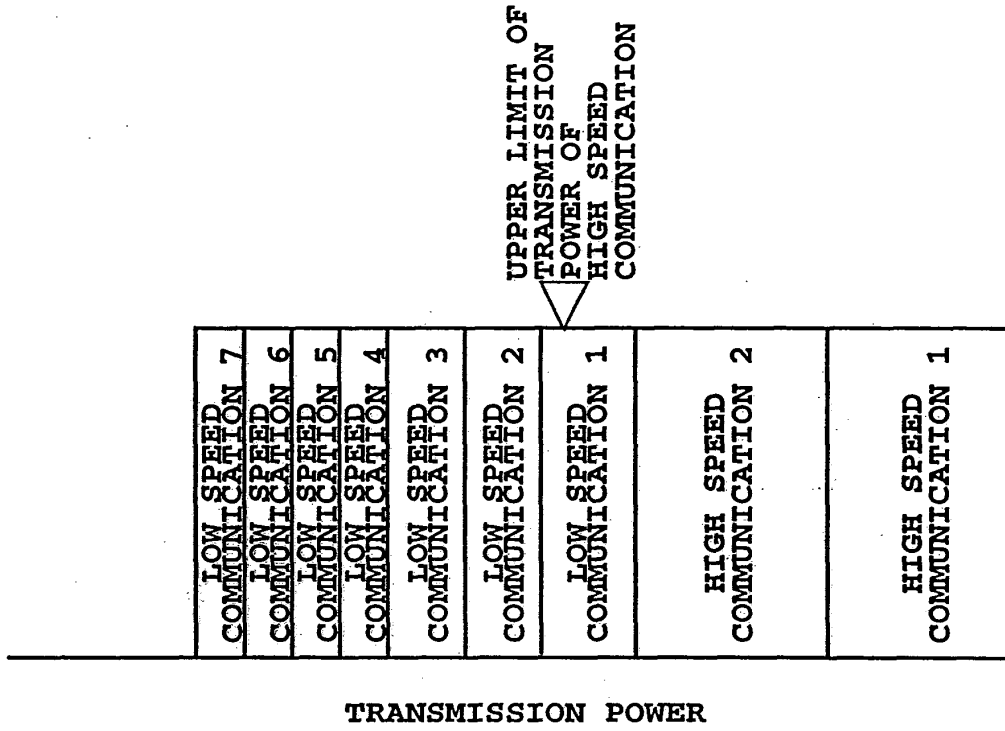 UPPER LIMIT OF
TRANSMISSION
POWER OF
HIGH SPEED
COMMUNICATION
LOW SPEED
COMMUNICATION 7
LOW SPEED
COMMUNICATION 6
LOW SPEED
COMMUNICATION 5
LOW SPEED
COMMUNICATION 4
LOW SPEED
COMMUNICATION 3
LOW SPEED
COMMUNICATION 2
LOW SPEED
COMMUNICATION 1
HIGH SPEED
COMMUNICATION 2
HIGH SPEED
COMMUNICATION 1
TRANSMISSION POWER